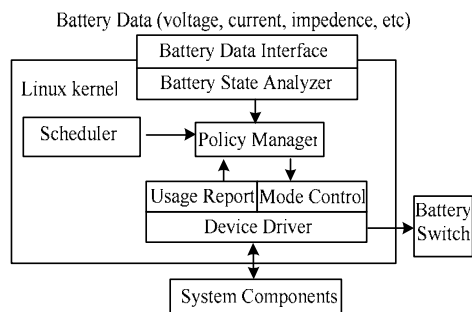 Battery Data (voltage, current, impedence, etc)
Battery Data Interface
Battery State Analyzer
Linux kernel
Scheduler
Policy Manager
Usage Report
Mode Control
Device Driver
Battery
Switch
System Components